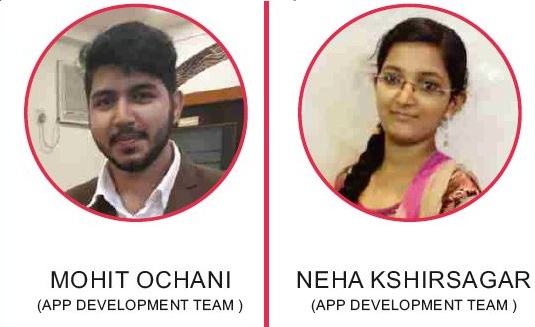 MOHIT OCHANI
(APP DEVELOPMENT TEAM )
NEHA KSHIRSAGAR
(APP DEVELOPMENT TEAM )